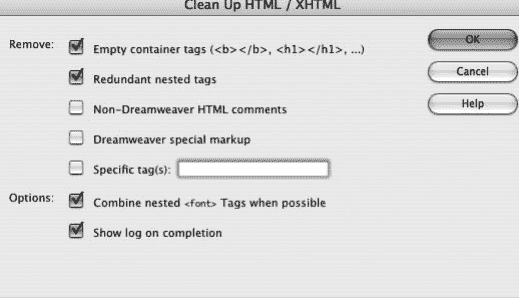 Clean Up HTML / XHTML
Remove: Empty container tags (<b></b>, <h1></h1>, ...)
OK
Redundant nested tags
Cancel
Non-Dreamweaver HTML comments
Help
Dreamweaver special markup
Specific tag(s):
Options: Combine nested <font> Tags when possible
Show log on completion